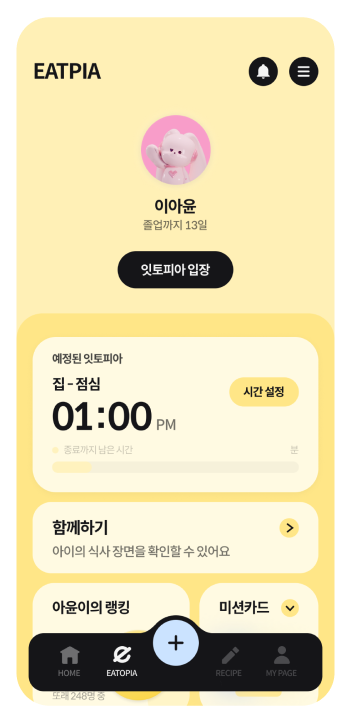 EATPIA
이아윤
졸업까지 13일
잇토피아 입장
예정된 잇토피아
집 - 점심
01:00 PM
시간 설정
종료까지 남은 시간
분
함께하기
아이의 식사 장면을 확인할 수 있어요
아윤이의 랭킹
미션카드
HOME
EATOPIA
RECIPE
MY PAGE
또래 248명 중